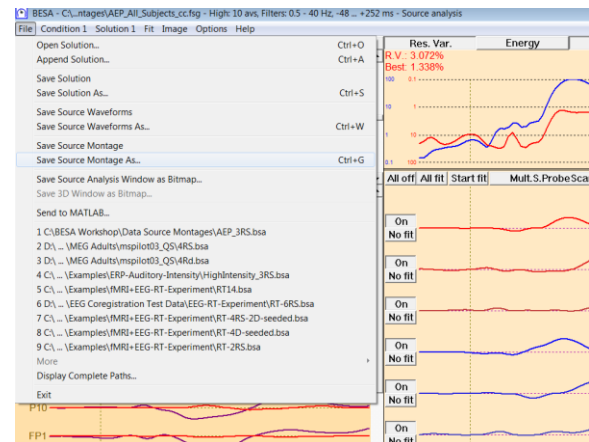 BESA - C:\...ntages\AEP_All_Subjects_cc.fsg - High: 10 avs, Filters: 0.5 - 40 Hz, -48 ... +252 ms - Source analysis
File Condition 1 Solution 1 Fit Image Options Help
Open Solution... Ctrl+O
Append Solution... Ctrl+A
Save Solution
Save Solution As... Ctrl+S
Save Source Waveforms
Save Source Waveforms As... Ctrl+W
Save Source Montage
Save Source Montage As... Ctrl+G
Save Source Analysis Window as Bitmap...
Save 3D Window as Bitmap...
Send to MATLAB...
1 C:\BESA Workshop\Data Source Montages\AEP_3RS.bsa
2 D:\ ... \MEG Adults\mspilot03_QS\4RS.bsa
3 D:\ ... \MEG Adults\mspilot03_QS\4Rd.bsa
4 C:\ ... \Examples\ERP-Auditory-Intensity\HighIntensity_3RS.bsa
5 C:\ ... \Examples\fMRI+EEG-RT-Experiment\RT14.bsa
6 D:\ ... \EEG Coregistration Test Data\EEG-RT-Experiment\RT-6RS.bsa
7 C:\ ... \Examples\fMRI+EEG-RT-Experiment\RT-4RS-2D-seeded.bsa
8 C:\ ... \Examples\fMRI+EEG-RT-Experiment\RT-4D-seeded.bsa
9 C:\ ... \Examples\fMRI+EEG-RT-Experiment\RT-2RS.bsa
More
Display Complete Paths...
Exit
P10
FP1
Res. Var. Energy
R.V.: 3.072%
Best: 1.338%
100 0.1
10 1
1 10
0.1 100
All off All fit Start fit Mult.S.ProbeSca
On
No fit
On
No fit
On
No fit
On
No fit
On
No fit
On
No fit